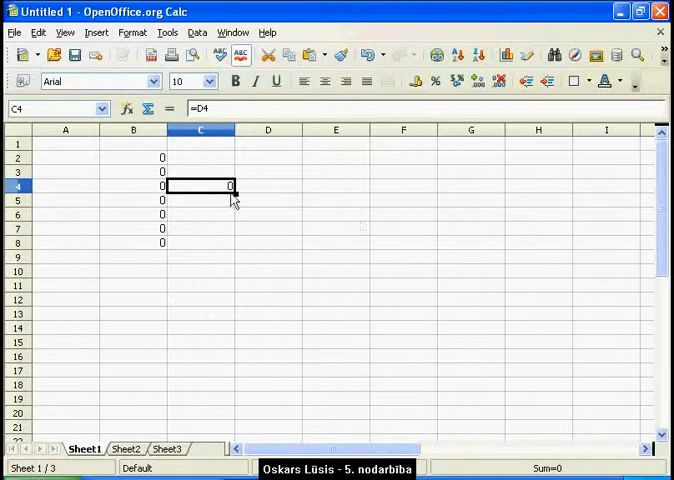 Untitled 1 - OpenOffice.org Calc
File Edit View Insert Format Tools Data Window Help
ABC ABC
Arial 10 B I U
C4 =D4
A B C D E F G H I
1
2 0
3 0
4 0 0
5 0
6 0
7 0
8 0
9
10
11
12
13
14
15
16
17
18
19
20
21
22
Sheet1 Sheet2 Sheet3
Sheet 1 / 3 Default Oskars Lūsis - 5. nodarbība Sum=0